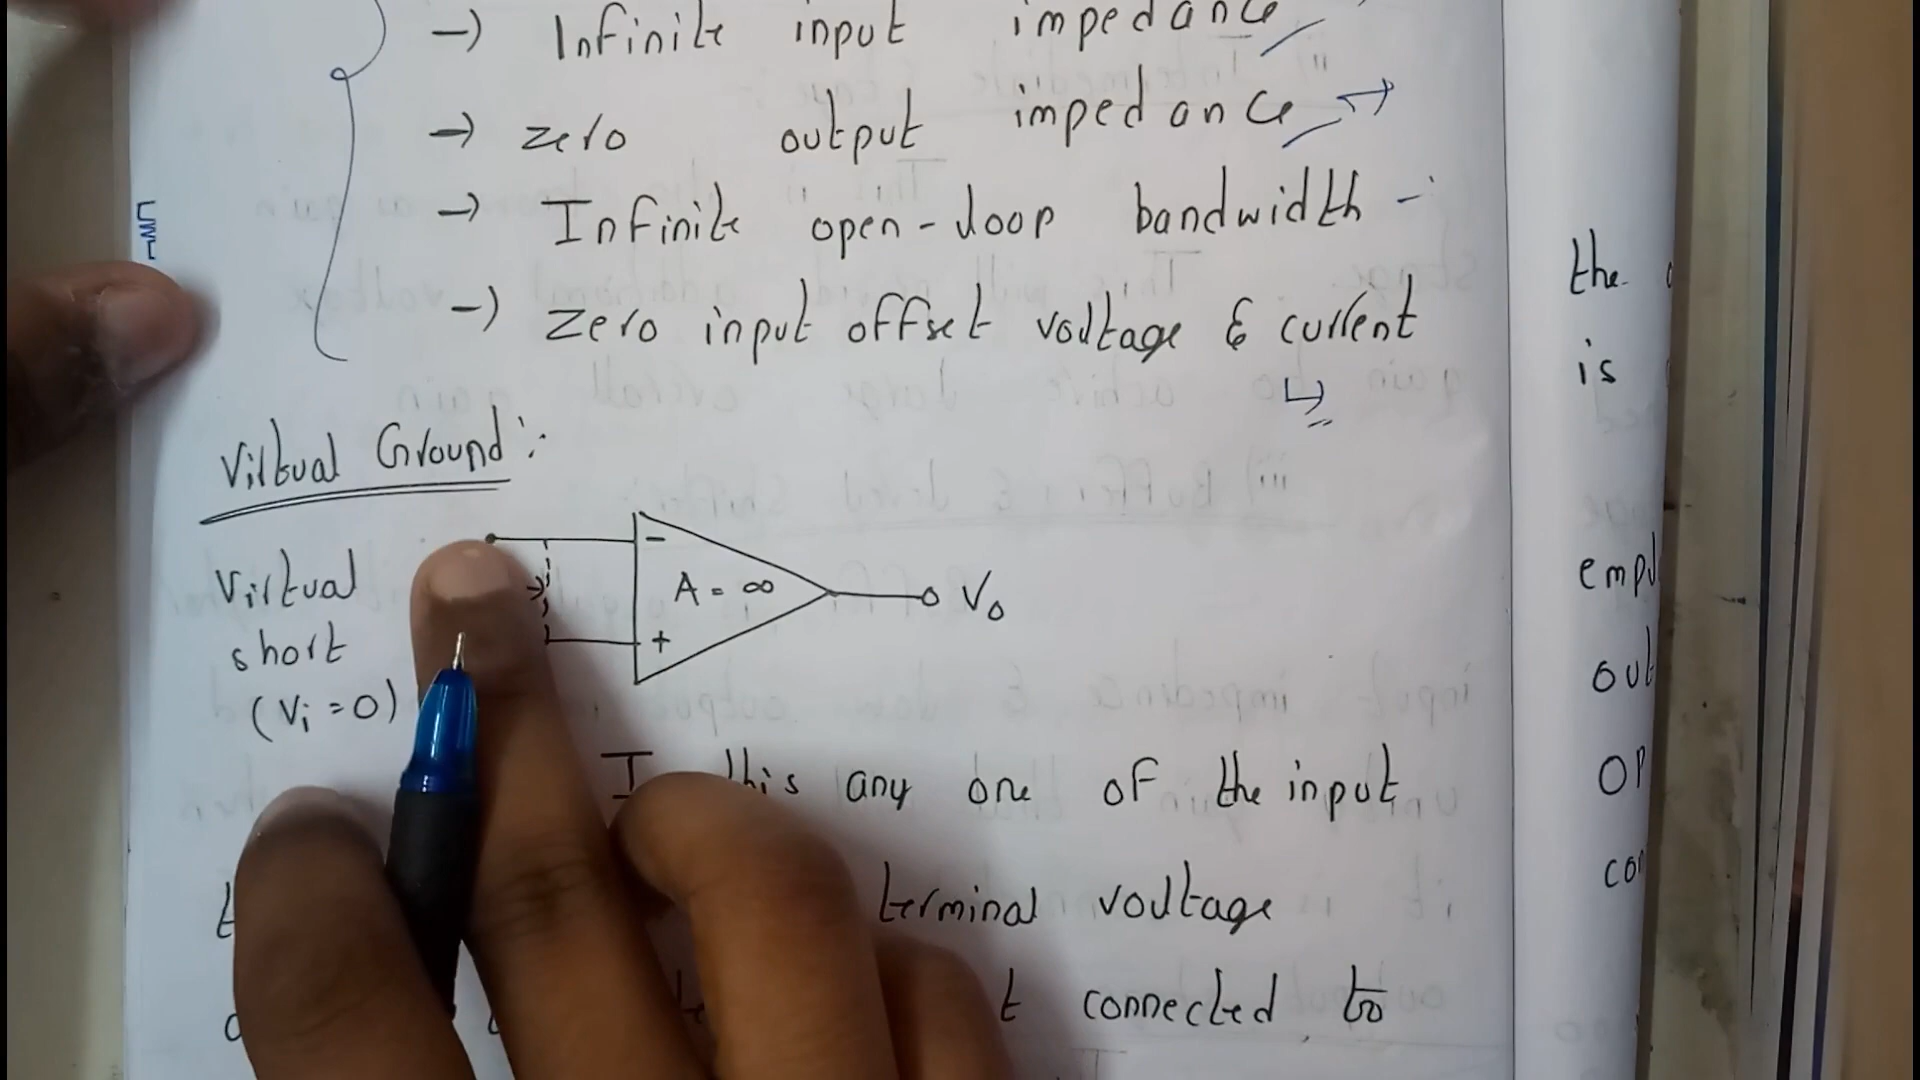 → Infinite input impedance
→ zero output impedance →
→ Infinite open-loop bandwidth -
→ zero input offset voltage & current
Virtual Ground:
Virtual
short
(Vi = 0)
-
A = ∞
+
Vo
this any one of the input
terminal voltage
connected to
the
is